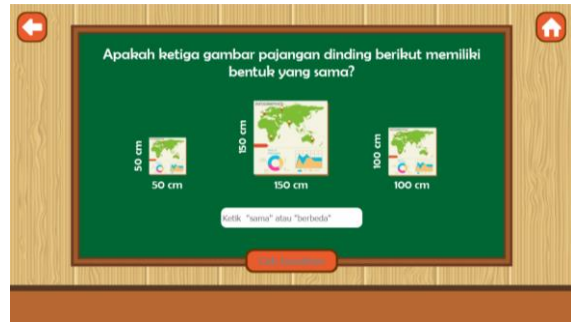 Apakah ketiga gambar pajangan dinding berikut memiliki
bentuk yang sama?
50 cm
50 cm
150 cm
150 cm
100 cm
100 cm
Ketik "sama" atau "berbeda"